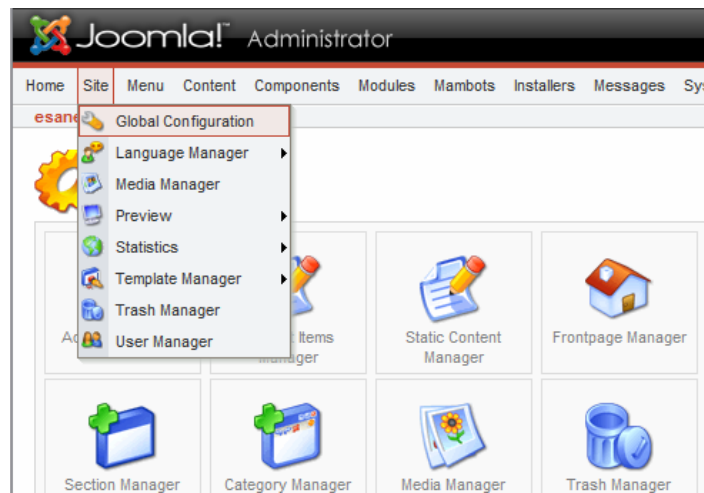 Joomla!™ Administrator
Home Site Menu Content Components Modules Mambots Installers Messages
esane
Global Configuration
Language Manager
Media Manager
Preview
Statistics
Template Manager
Trash Manager
User Manager
Items
Manager
Static Content
Manager
Frontpage Manager
Section Manager
Category Manager
Media Manager
Trash Manager